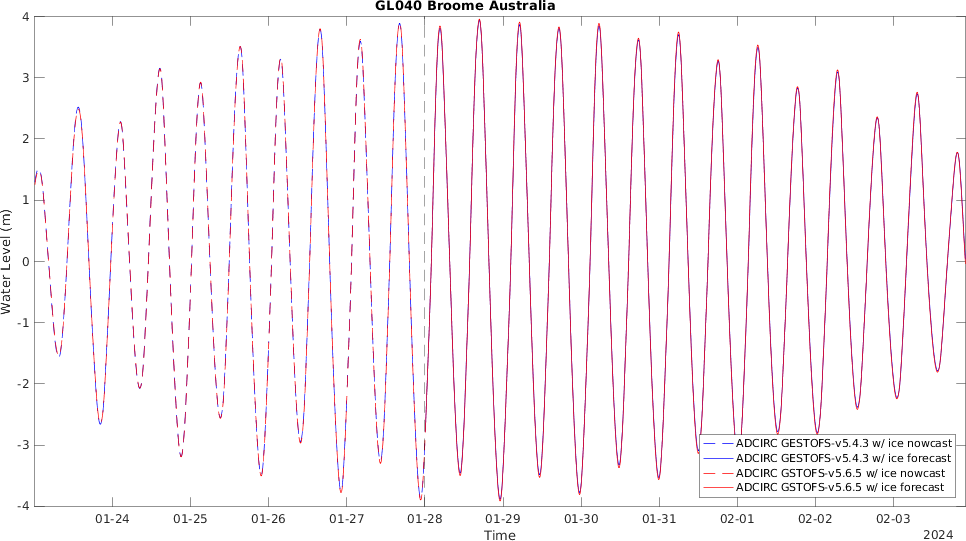 GL040 Broome Australia
4
3
2
1
0
-1
-2
-3
-4
Water Level (m)
ADCIRC GESTOFS-v5.4.3 w/ ice nowcast
ADCIRC GESTOFS-v5.4.3 w/ ice forecast
ADCIRC GSTOFS-v5.6.5 w/ ice nowcast
ADCIRC GSTOFS-v5.6.5 w/ ice forecast
01-24 01-25 01-26 01-27 01-28 01-29 01-30 01-31 02-01 02-02 02-03
Time
2024